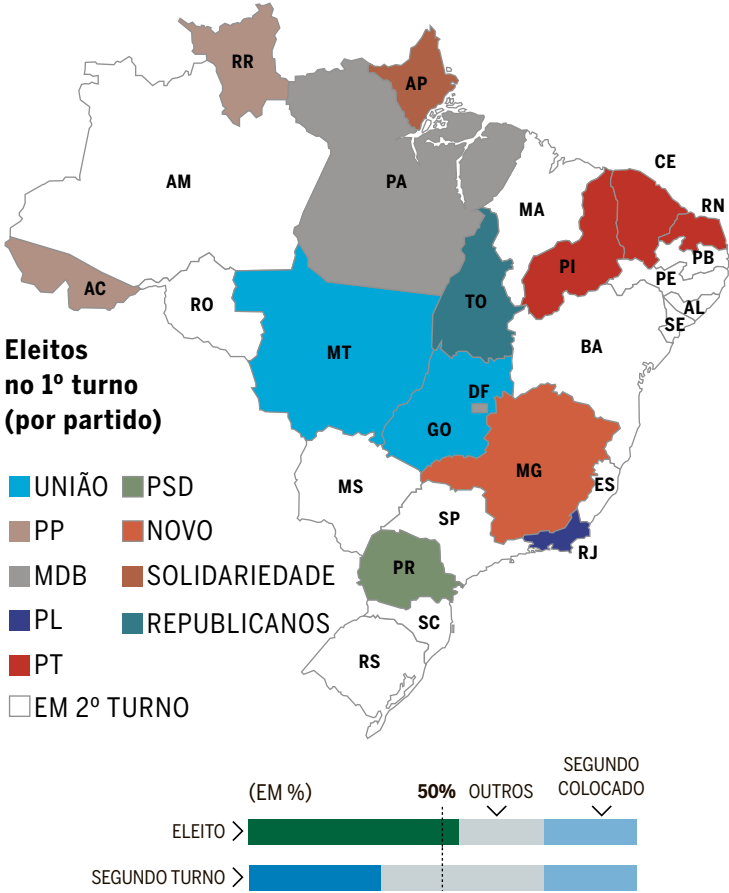 RR
AP
AM
PA
MA
CE
RN
PI
PB
PE
AL
SE
AC
RO
TO
MT
BA
DF
GO
MG
ES
MS
SP
RJ
PR
SC
RS
Eleitos
no 1º turno
(por partido)
UNIÃO
PSD
PP
NOVO
MDB
SOLIDARIEDADE
PL
REPUBLICANOS
PT
EM 2º TURNO
(EM %)
50%
OUTROS
SEGUNDO
COLOCADO
ELEITO
SEGUNDO TURNO